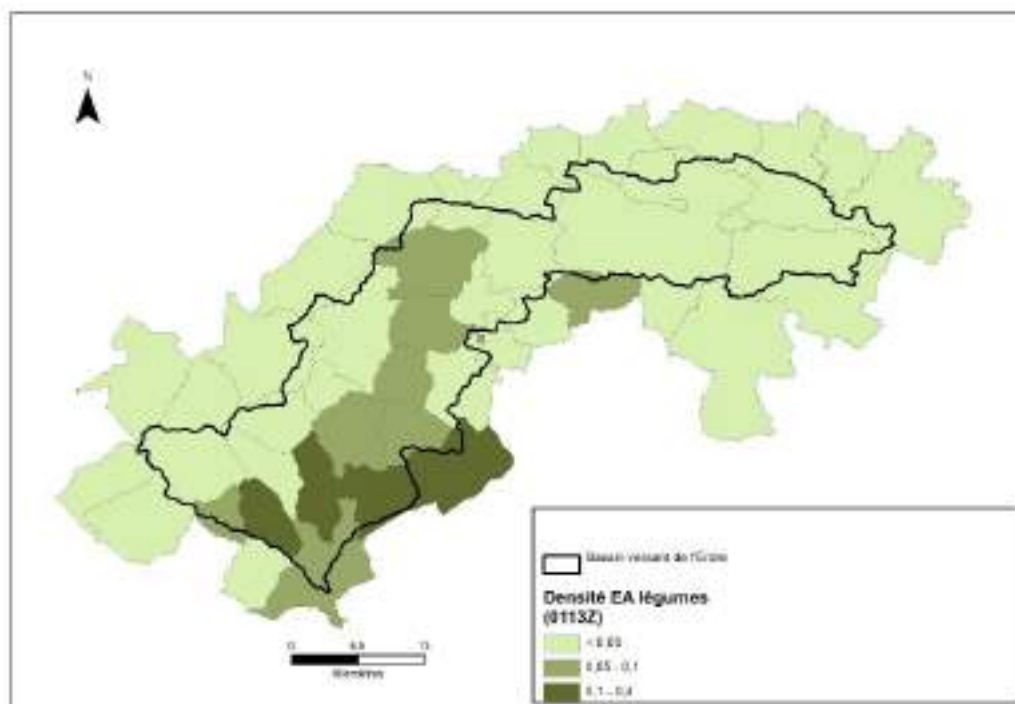 N
Bassin versant de l'Erdre
Densité EA légumes
(0113Z)
< 0,05
0,05 - 0,1
0,1 - 0,4
0
6,5
13
Kilomètres